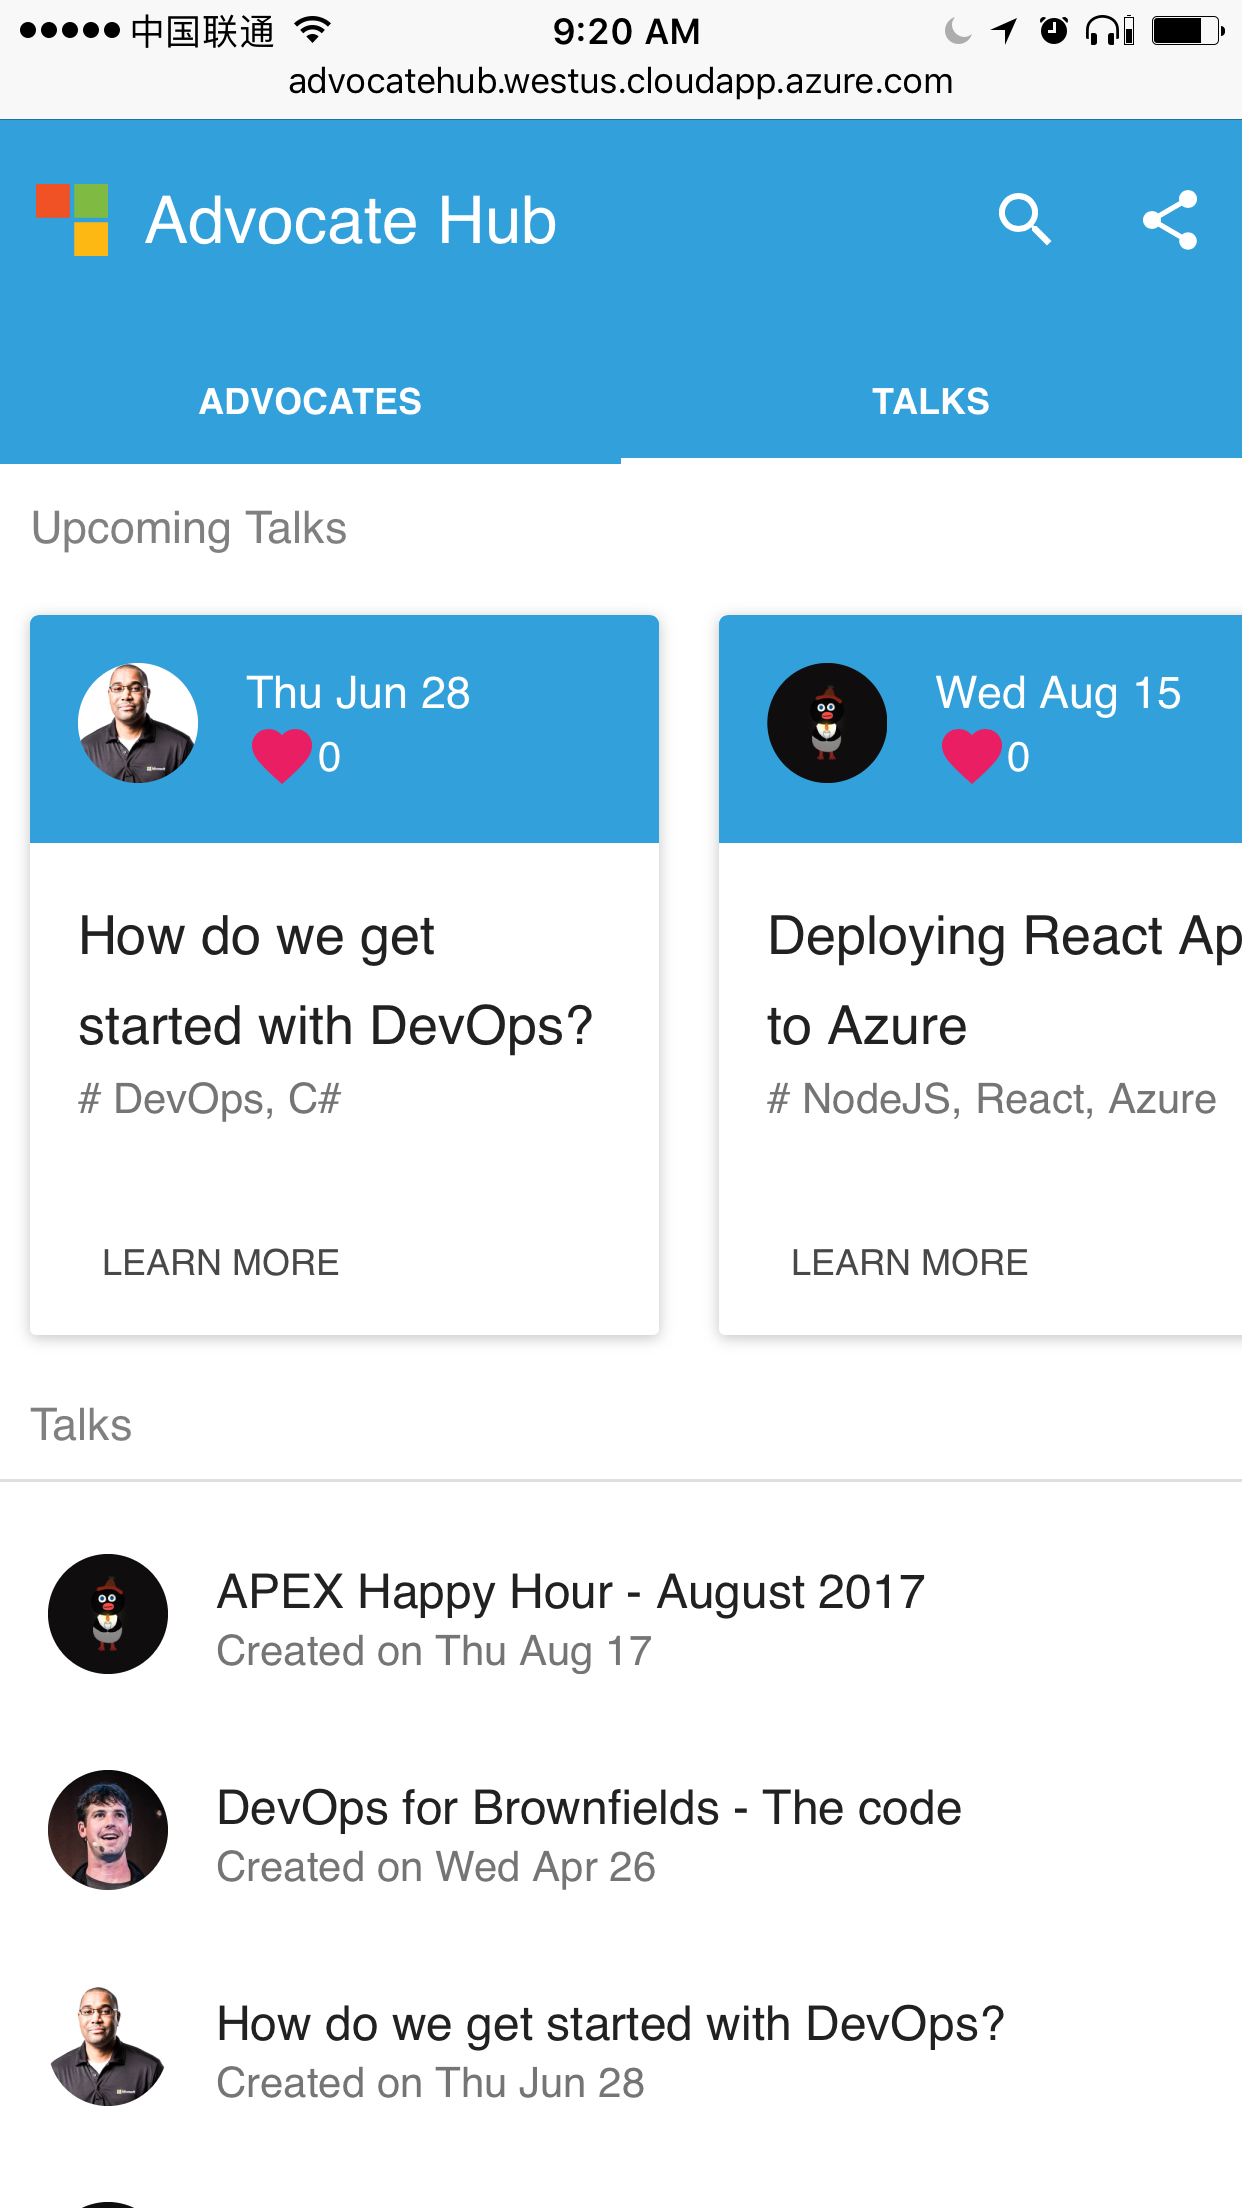 中国联通
9:20 AM
advocatehub.westus.cloudapp.azure.com
Advocate Hub
ADVOCATES
TALKS
Upcoming Talks
Thu Jun 28
0
How do we get
started with DevOps?
# DevOps, C#
LEARN MORE
Wed Aug 15
0
Deploying React Ap
to Azure
# NodeJS, React, Azure
LEARN MORE
Talks
APEX Happy Hour - August 2017
Created on Thu Aug 17
DevOps for Brownfields - The code
Created on Wed Apr 26
How do we get started with DevOps?
Created on Thu Jun 28